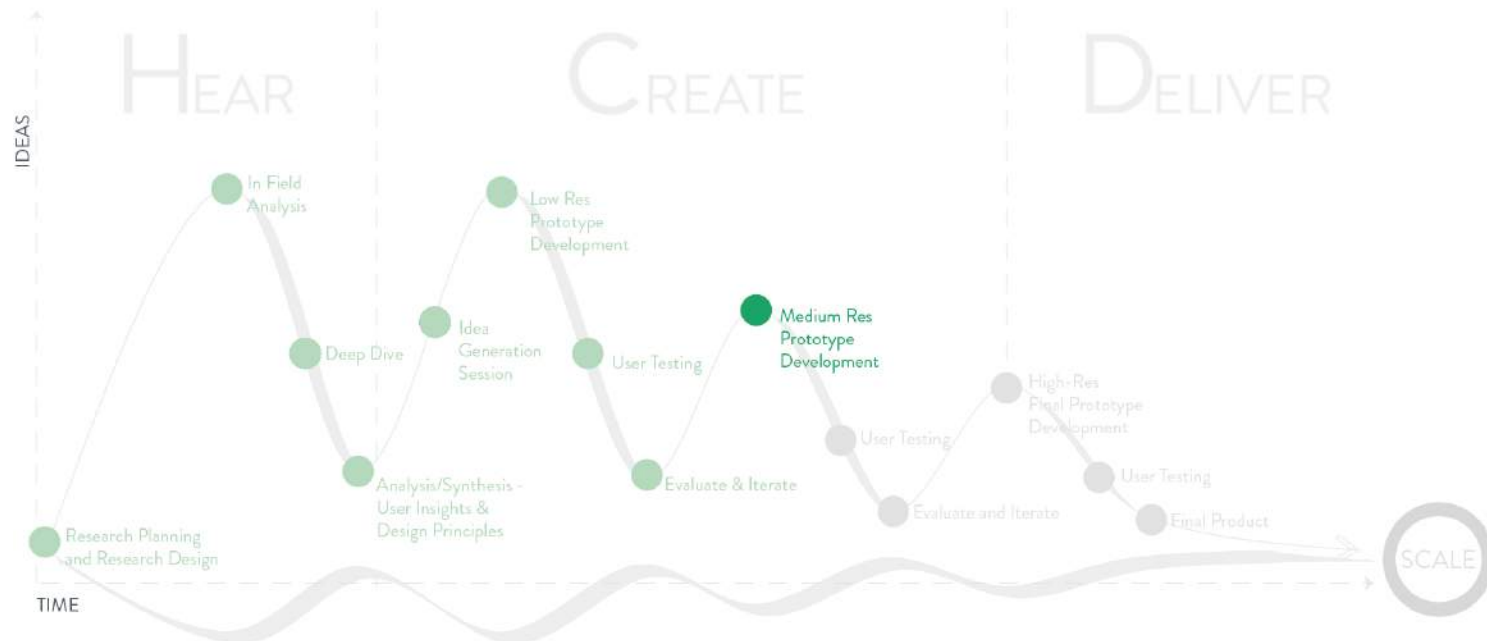 HEAR
CREATE
DELIVER
IDEAS
In Field
Analysis
Low Res
Prototype
Development
Deep Dive
Idea
Generation
Session
User Testing
Medium Res
Prototype
Development
High-Res
Final Prototype
Development
Analysis/Synthesis -
User Insights &
Design Principles
Evaluate & Iterate
User Testing
Evaluate and Iterate
User Testing
Final Product
Research Planning
and Research Design
SCALE
TIME